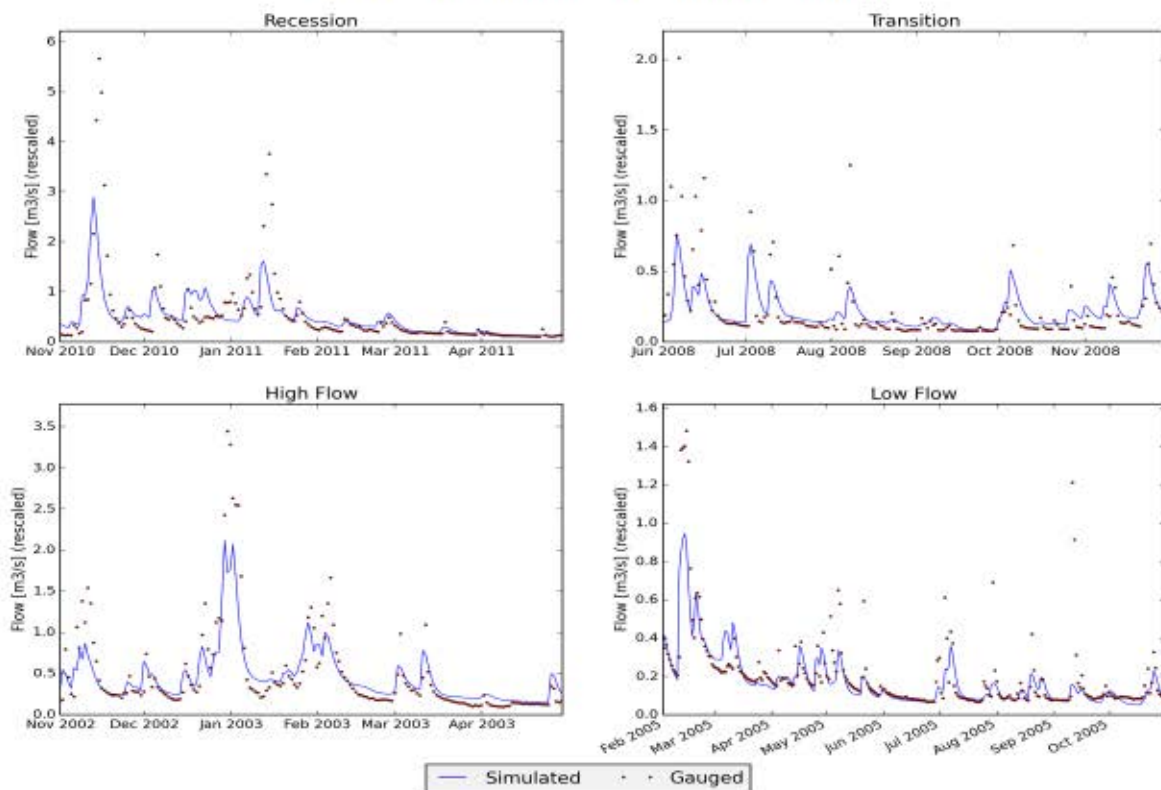 Recession
Flow [m3/s] (rescaled)
6
5
4
3
2
1
0
Nov 2010 Dec 2010 Jan 2011 Feb 2011 Mar 2011 Apr 2011
Transition
Flow [m3/s] (rescaled)
2.0
1.5
1.0
0.5
0.0
Jun 2008 Jul 2008 Aug 2008 Sep 2008 Oct 2008 Nov 2008
High Flow
Flow [m3/s] (rescaled)
3.5
3.0
2.5
2.0
1.5
1.0
0.5
0.0
Nov 2002 Dec 2002 Jan 2003 Feb 2003 Mar 2003 Apr 2003
Low Flow
Flow [m3/s] (rescaled)
1.6
1.4
1.2
1.0
0.8
0.6
0.4
0.2
0.0
Feb 2005 Mar 2005 Apr 2005 May 2005 Jun 2005 Jul 2005 Aug 2005 Sep 2005 Oct 2005
Simulated Gauged